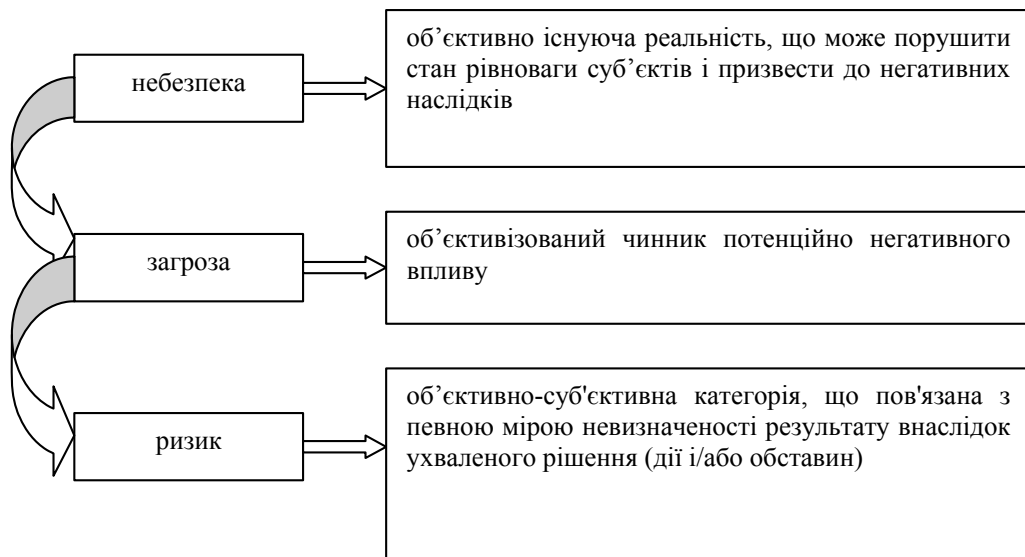 небезпека
об’єктивно існуюча реальність, що може порушити
стан рівноваги суб’єктів і призвести до негативних
наслідків
загроза
об’єктивізований чинник потенційно негативного
впливу
ризик
об’єктивно-суб'єктивна категорія, що пов'язана з
певною мірою невизначеності результату внаслідок
ухваленого рішення (дії і/або обставин)